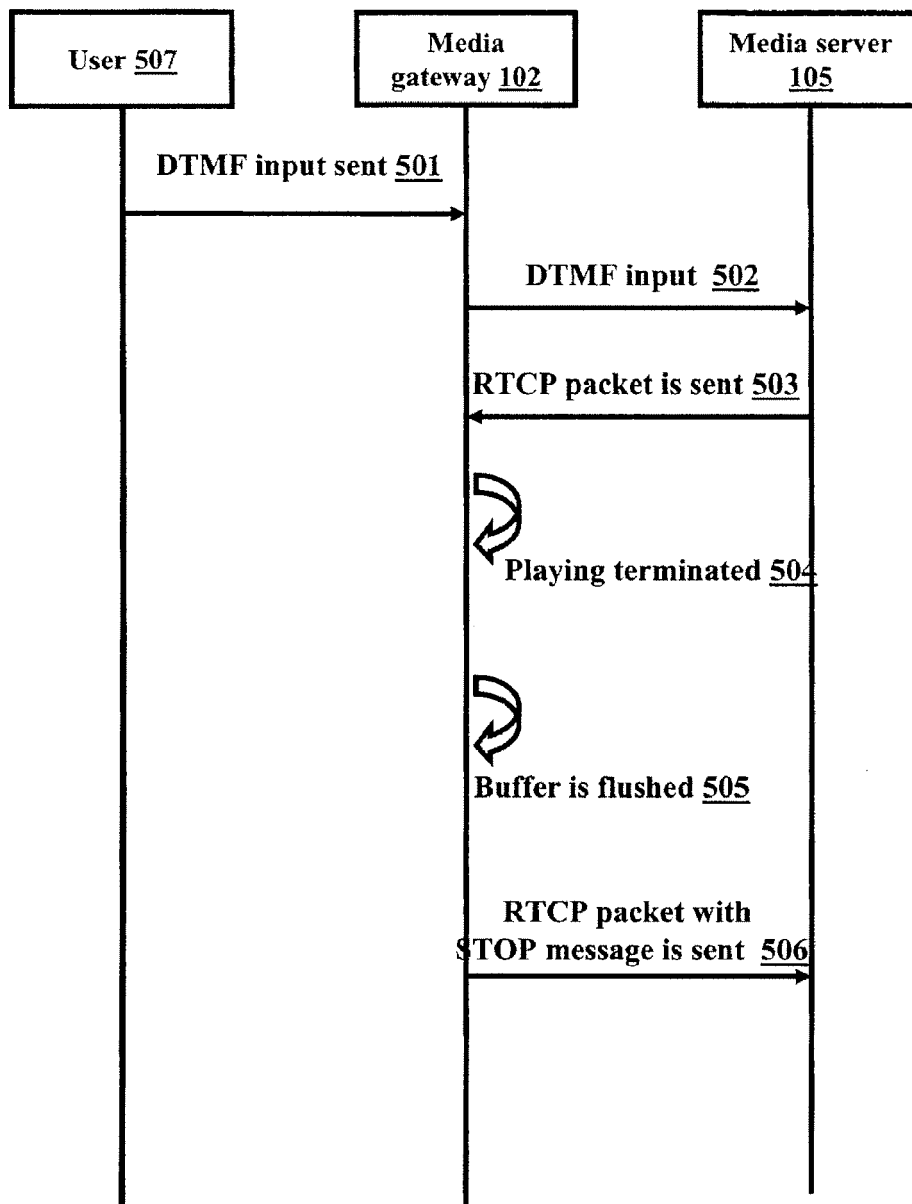 User 507
Media
gateway 102
Media server
105
DTMF input sent 501
DTMF input 502
RTCP packet is sent 503
Playing terminated 504
Buffer is flushed 505
RTCP packet with
STOP message is sent 506